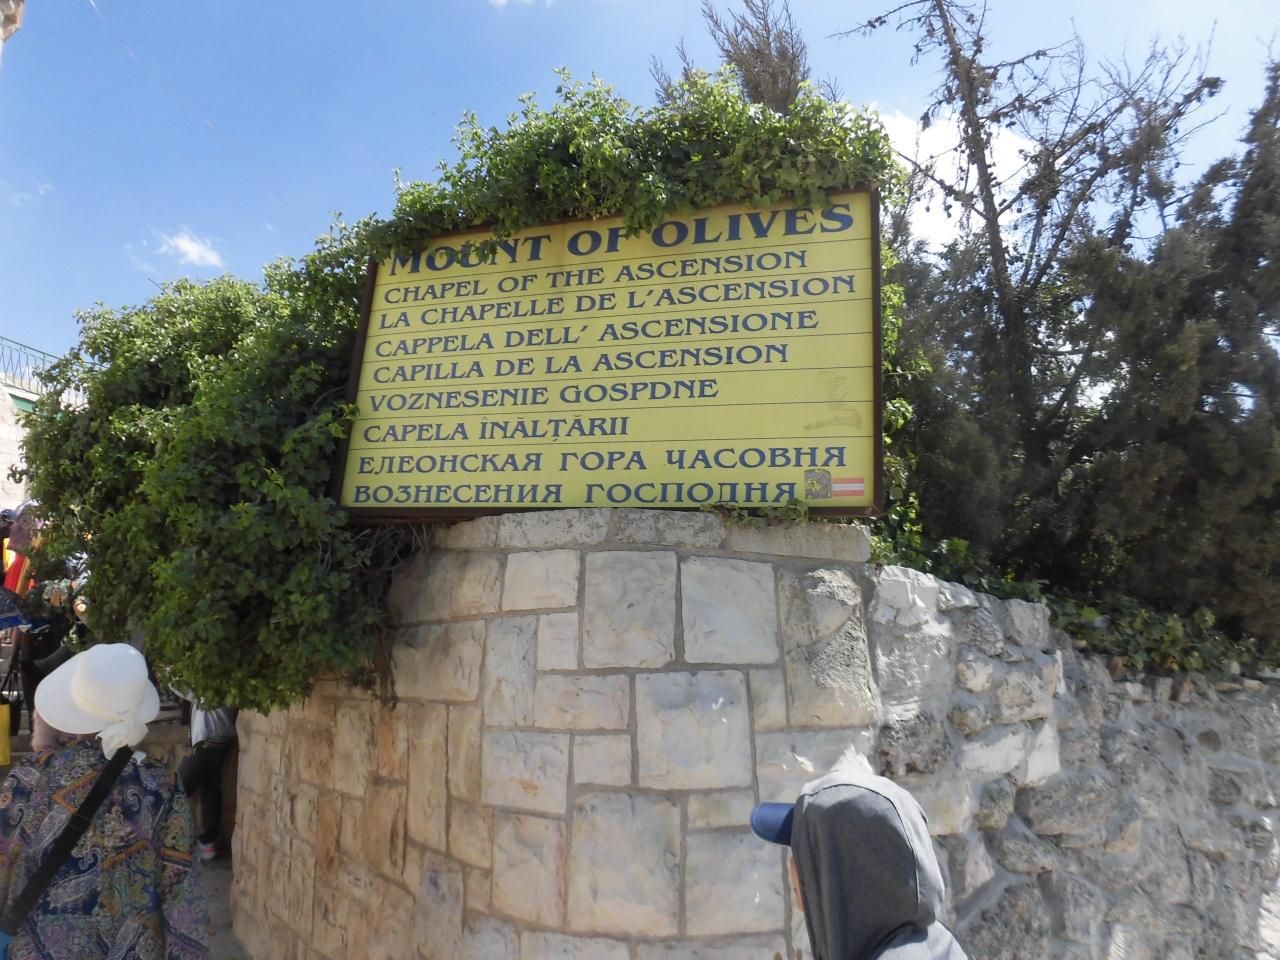 MOUNT OF OLIVES
CHAPEL OF THE ASCENSION
LA CHAPELLE DE L'ASCENSION
CAPPELA DELL' ASCENSIONE
CAPILLA DE LA ASCENSION
VOZNESENIE GOSPDNE
CAPELA ÎNĂLȚĂRII
ЕЛЕОНСКАЯ ГОРА ЧАСОВНЯ
ВОЗНЕСЕНИЯ ГОСПОДНЯ